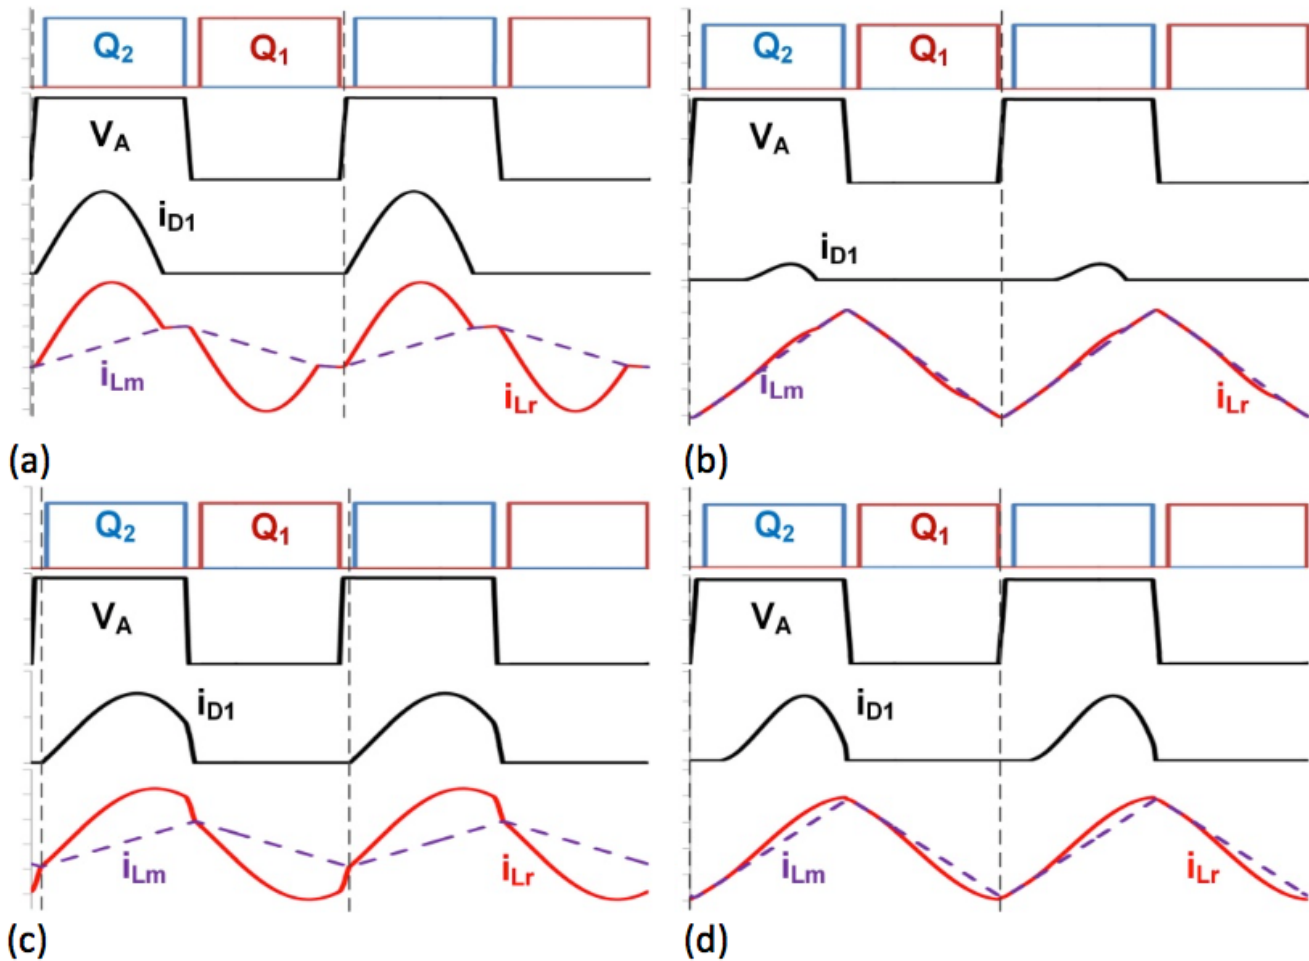 Q2 Q1
VA
iD1
iLm iLr
(a)
Q2 Q1
VA
iD1
iLm iLr
(b)
Q2 Q1
VA
iD1
iLm iLr
(c)
Q2 Q1
VA
iD1
iLm iLr
(d)